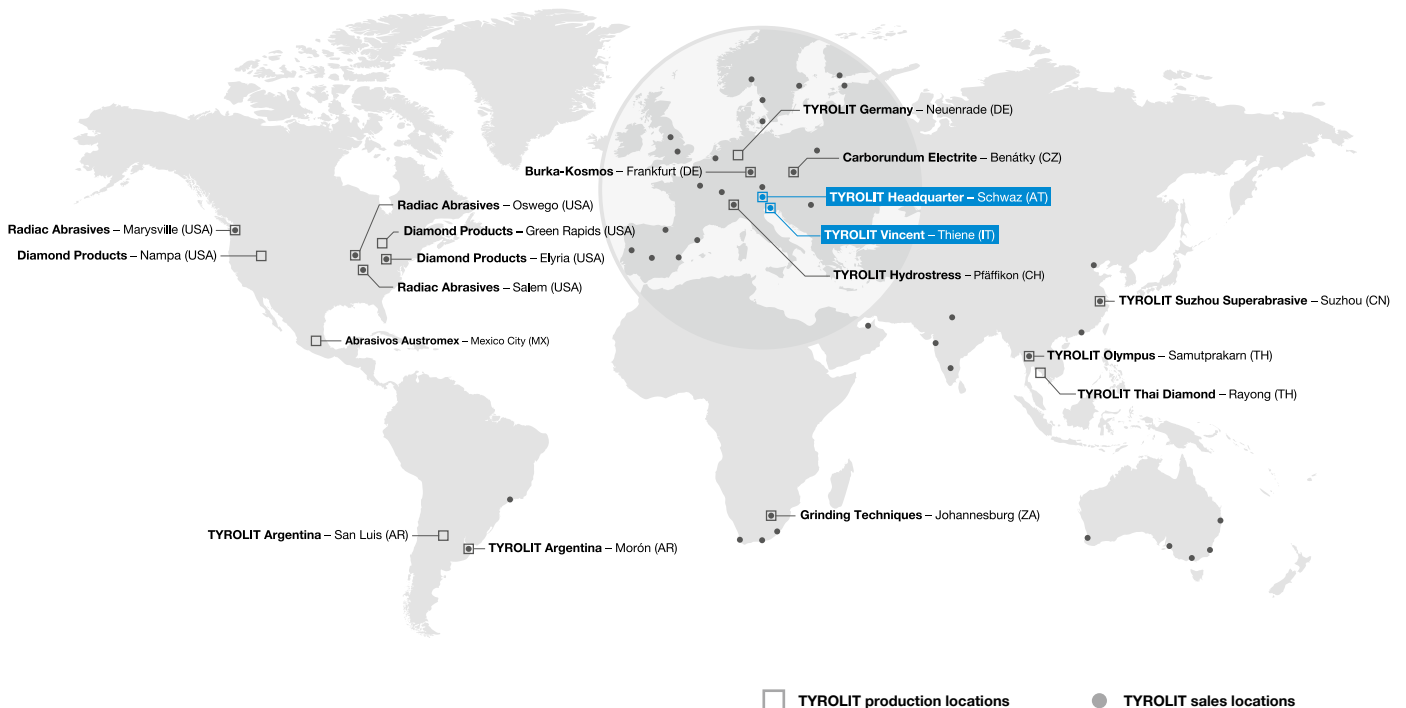 TYROLIT Germany – Neuenrade (DE)
Carborundum Electrite – Benátky (CZ)
Burka-Kosmos – Frankfurt (DE)
TYROLIT Headquarter – Schwaz (AT)
Radiac Abrasives – Oswego (USA)
Radiac Abrasives – Marysville (USA)
Diamond Products – Green Rapids (USA)
TYROLIT Vincent – Thiene (IT)
Diamond Products – Nampa (USA)
Diamond Products – Elyria (USA)
TYROLIT Hydrostress – Pfäffikon (CH)
Radiac Abrasives – Salem (USA)
TYROLIT Suzhou Superabrasive – Suzhou (CN)
Abrasivos Austromex – Mexico City (MX)
TYROLIT Olympus – Samutprakarn (TH)
TYROLIT Thai Diamond – Rayong (TH)
Grinding Techniques – Johannesburg (ZA)
TYROLIT Argentina – San Luis (AR)
TYROLIT Argentina – Morón (AR)
TYROLIT production locations
TYROLIT sales locations